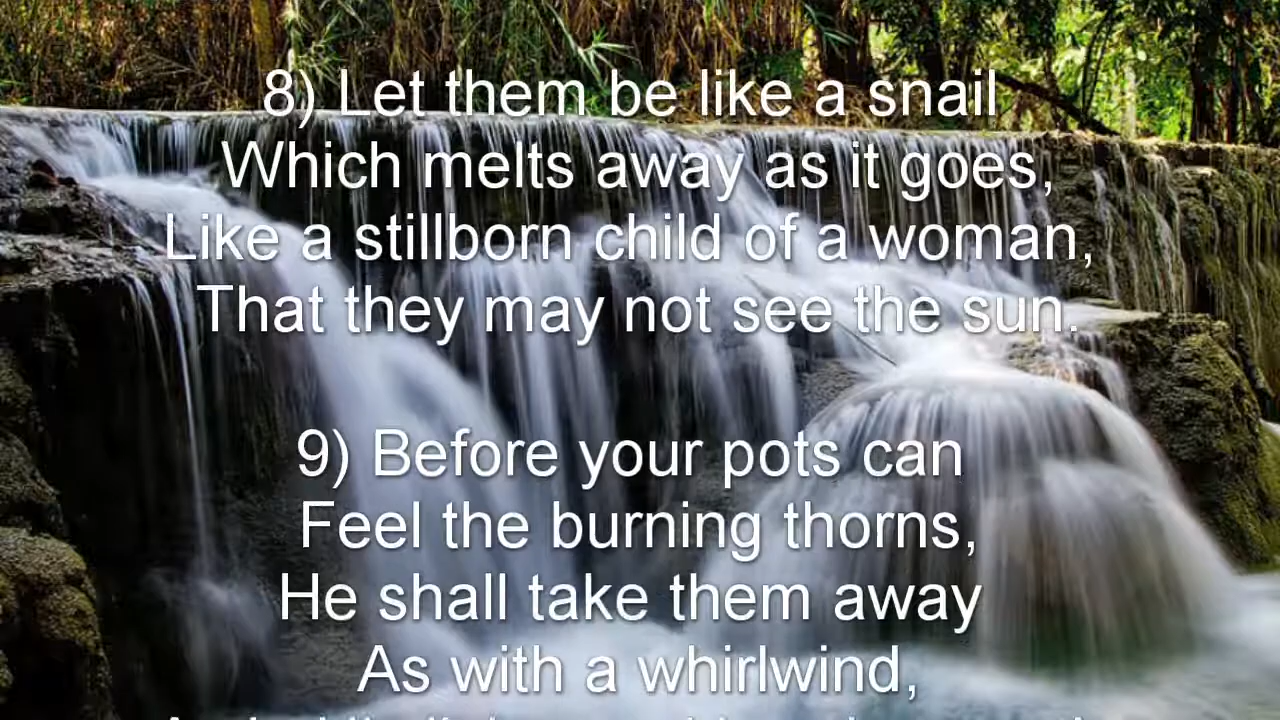 8) Let them be like a snail
Which melts away as it goes,
Like a stillborn child of a woman,
That they may not see the sun.
9) Before your pots can
Feel the burning thorns,
He shall take them away
As with a whirlwind,